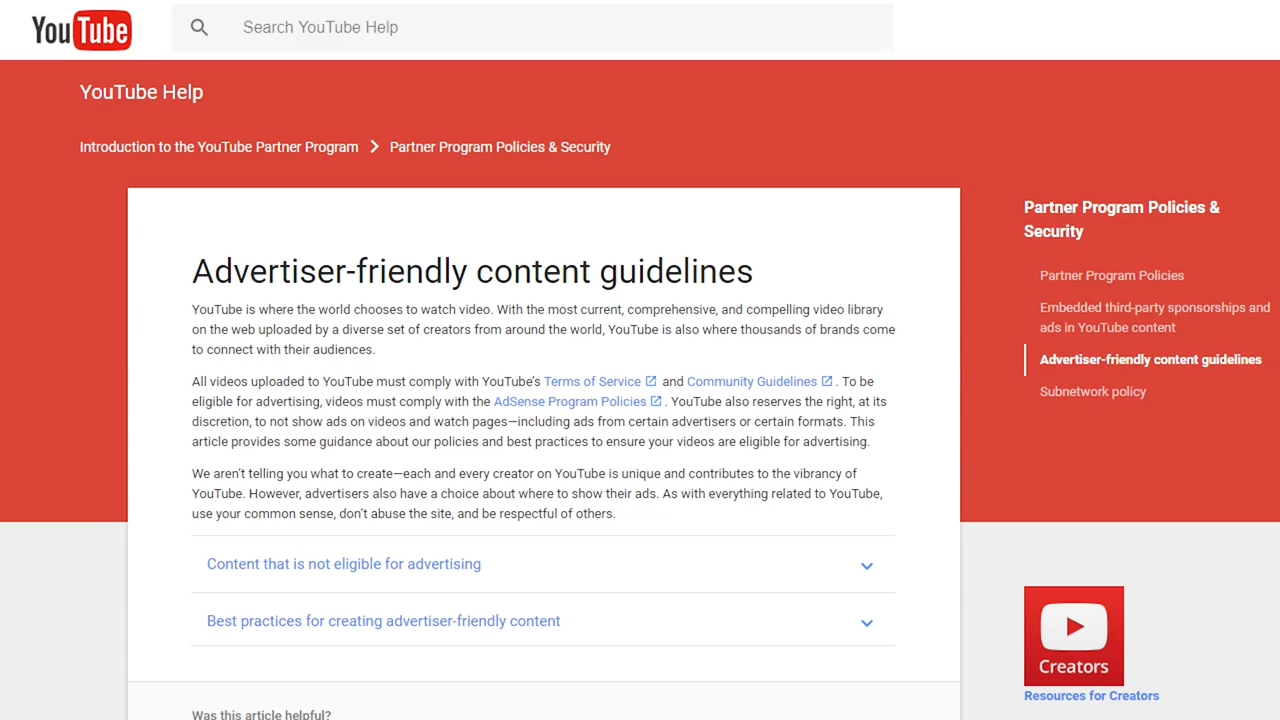 YouTube
Search YouTube Help
YouTube Help
Introduction to the YouTube Partner Program
Partner Program Policies & Security
Advertiser-friendly content guidelines
YouTube is where the world chooses to watch video. With the most current, comprehensive, and compelling video library
on the web uploaded by a diverse set of creators from around the world, YouTube is also where thousands of brands come
to connect with their audiences.
All videos uploaded to YouTube must comply with YouTube's Terms of Service and Community Guidelines. To be
eligible for advertising, videos must comply with the AdSense Program Policies. YouTube also reserves the right, at its
discretion, to not show ads on videos and watch pages—including ads from certain advertisers or certain formats. This
article provides some guidance about our policies and best practices to ensure your videos are eligible for advertising.
We aren't telling you what to create—each and every creator on YouTube is unique and contributes to the vibrancy of
YouTube. However, advertisers also have a choice about where to show their ads. As with everything related to YouTube,
use your common sense, don't abuse the site, and be respectful of others.
Content that is not eligible for advertising
Best practices for creating advertiser-friendly content
Was this article helpful?
Partner Program Policies &
Security
Partner Program Policies
Embedded third-party sponsorships and
ads in YouTube content
Advertiser-friendly content guidelines
Subnetwork policy
Creators
Resources for Creators